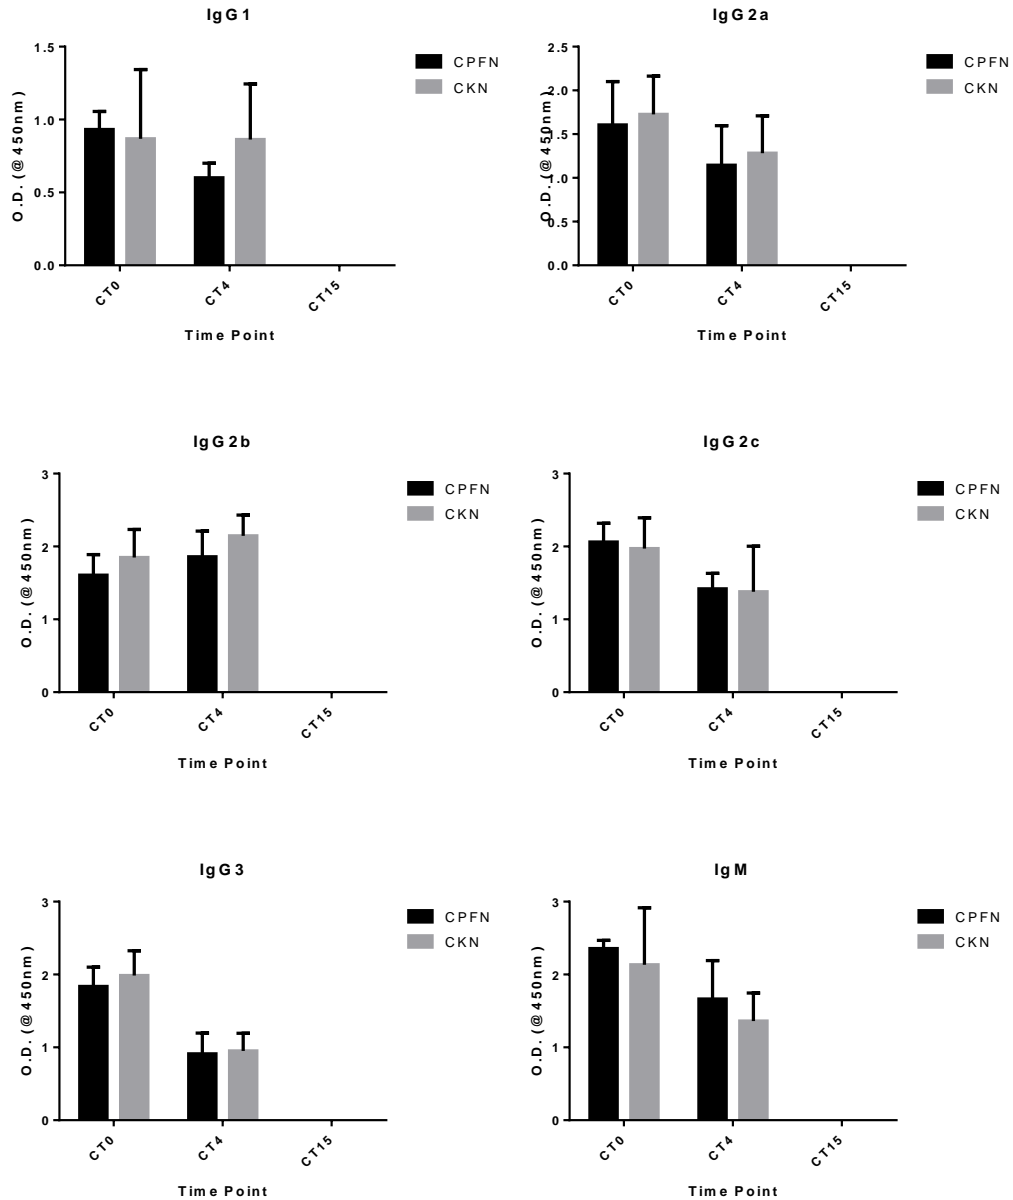 IgG1
1.5
1.0
0.5
0.0
O.D. (@450nm)
CT0
CT4
CT15
Time Point
CPFN
CKN
IgG2a
2.5
2.0
1.5
1.0
0.5
0.0
O.D. (@450nm)
CT0
CT4
CT15
Time Point
CPFN
CKN
IgG2b
3
2
1
0
O.D. (@450nm)
CT0
CT4
CT15
Time Point
CPFN
CKN
IgG2c
3
2
1
0
O.D. (@450nm)
CT0
CT4
CT15
Time Point
CPFN
CKN
IgG3
3
2
1
0
O.D. (@450nm)
CT0
CT4
CT15
Time Point
CPFN
CKN
IgM
3
2
1
0
O.D. (@450nm)
CT0
CT4
CT15
Time Point
CPFN
CKN